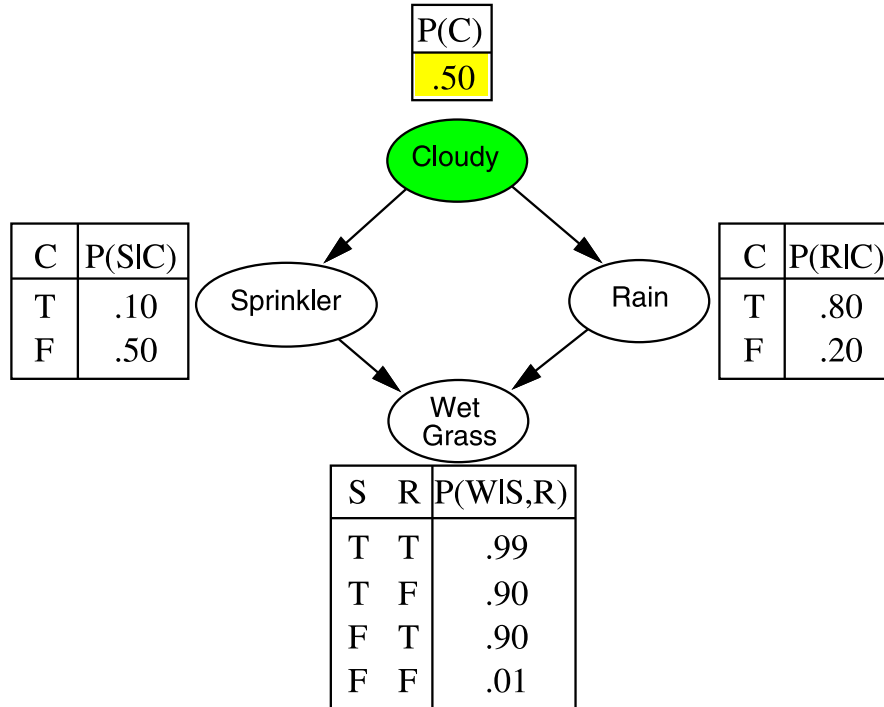 P(C)
.50
Cloudy
C P(S|C)
T .10
F .50
Sprinkler
Rain
C P(R|C)
T .80
F .20
Wet
Grass
S R P(W|S,R)
T T .99
T F .90
F T .90
F F .01